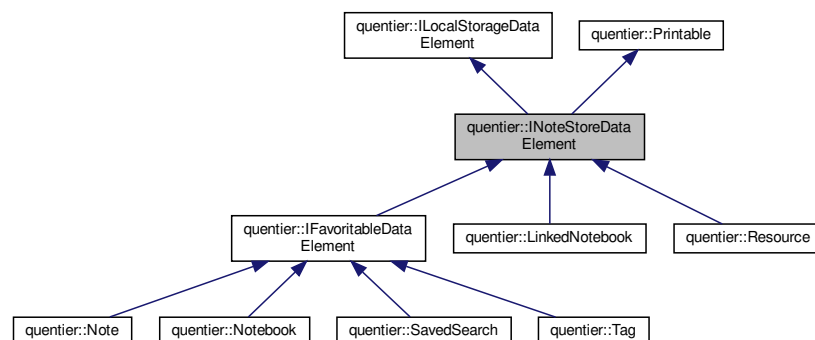 quentier::ILocalStorageData
Element
quentier::Printable
quentier::INoteStoreData
Element
quentier::IFavoritableData
Element
quentier::LinkedNotebook
quentier::Resource
quentier::Note
quentier::Notebook
quentier::SavedSearch
quentier::Tag